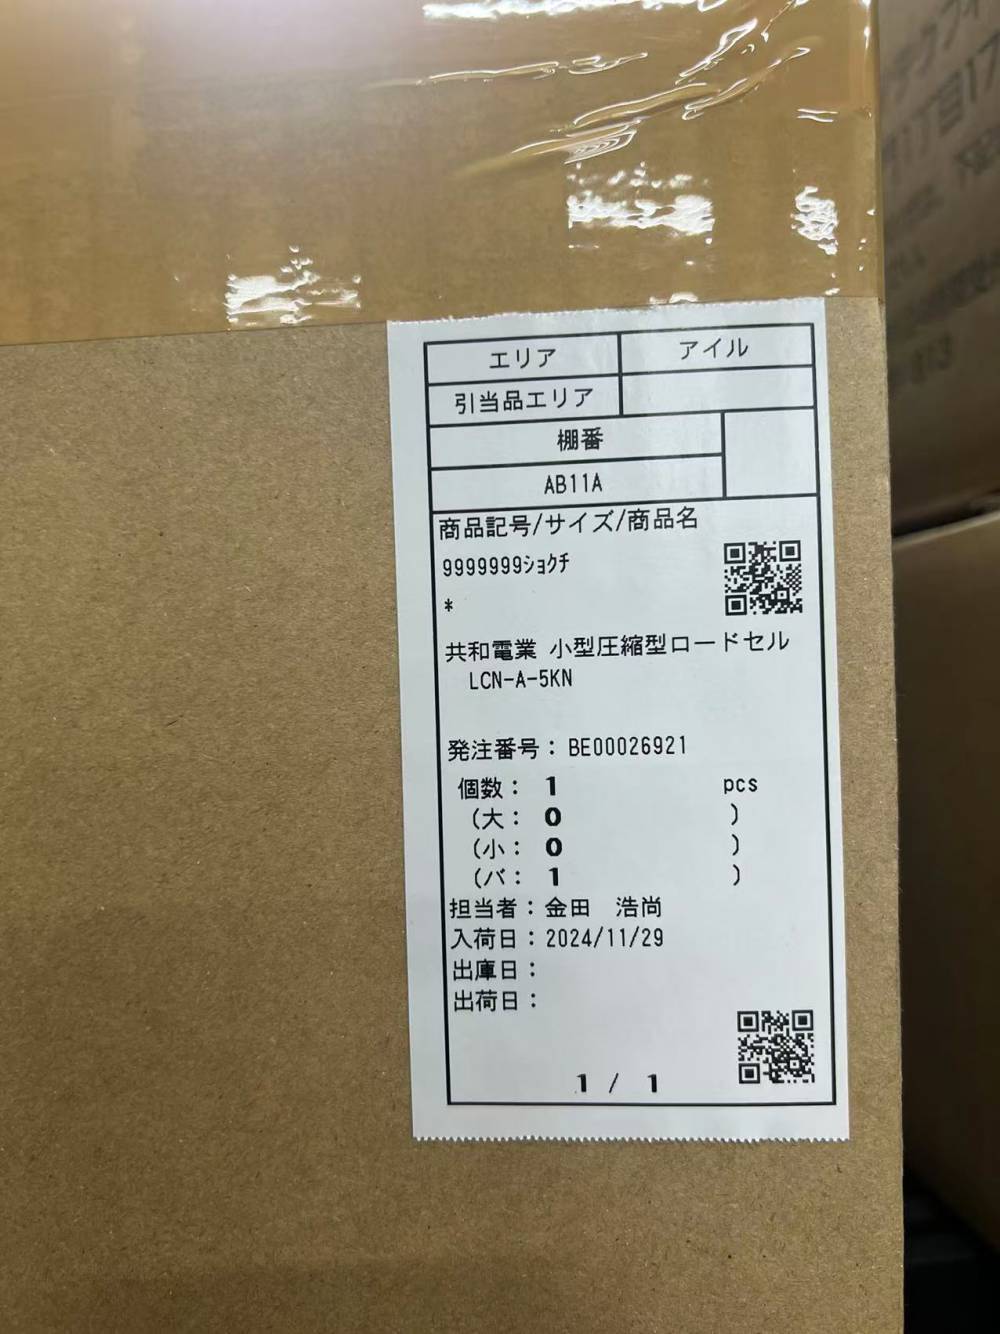 エリア アイル
引当品エリア
棚番
AB11A
商品記号/サイズ/商品名
9999999ショクチ
*
共和電業 小型圧縮型ロードセル
LCN-A-5KN
発注番号：BE00026921
個数： 1 pcs
(大： 0 )
(小： 0 )
(バ： 1 )
担当者：金田 浩尚
入荷日：2024/11/29
出庫日：
出荷日：
1 / 1